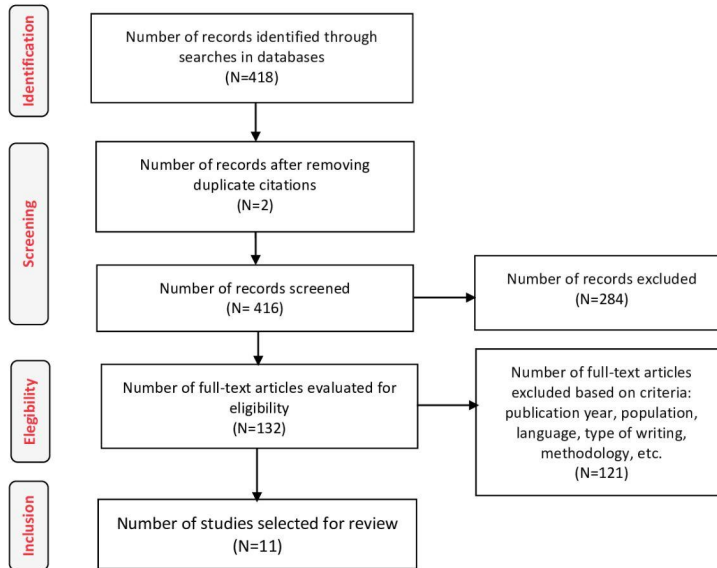 Identification
Number of records identified through
searches in databases
(N=418)
Screening
Number of records after removing
duplicate citations
(N=2)
Number of records screened
(N= 416)
Number of records excluded
(N=284)
Elegibility
Number of full-text articles evaluated for
eligibility
(N=132)
Number of full-text articles
excluded based on criteria:
publication year, population,
language, type of writing,
methodology, etc.
(N=121)
Inclusion
Number of studies selected for review
(N=11)